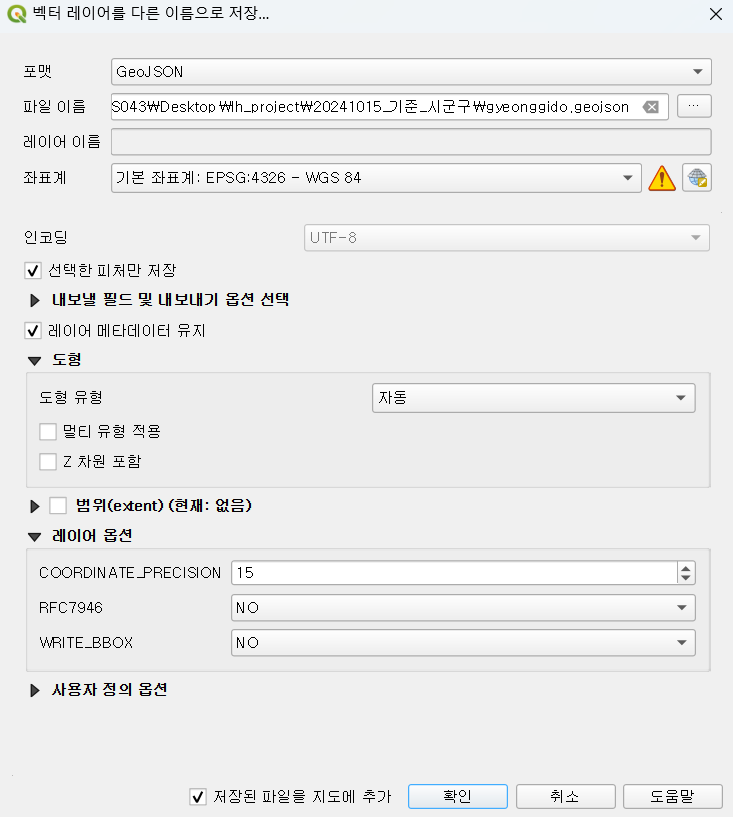 벡터 레이어를 다른 이름으로 저장...
포맷 GeoJSON
파일 이름 S043₩Desktop₩lh_project₩20241015_기준_시군구₩gyeonggido.geojson ...
레이어 이름
좌표계 기본 좌표계: EPSG:4326 - WGS 84
인코딩 UTF-8
선택한 피처만 저장
내보낼 필드 및 내보내기 옵션 선택
레이어 메타데이터 유지
도형
도형 유형 자동
멀티 유형 적용
Z 차원 포함
범위(extent) (현재: 없음)
레이어 옵션
COORDINATE_PRECISION 15
RFC7946 NO
WRITE_BBOX NO
사용자 정의 옵션
저장된 파일을 지도에 추가 확인 취소 도움말